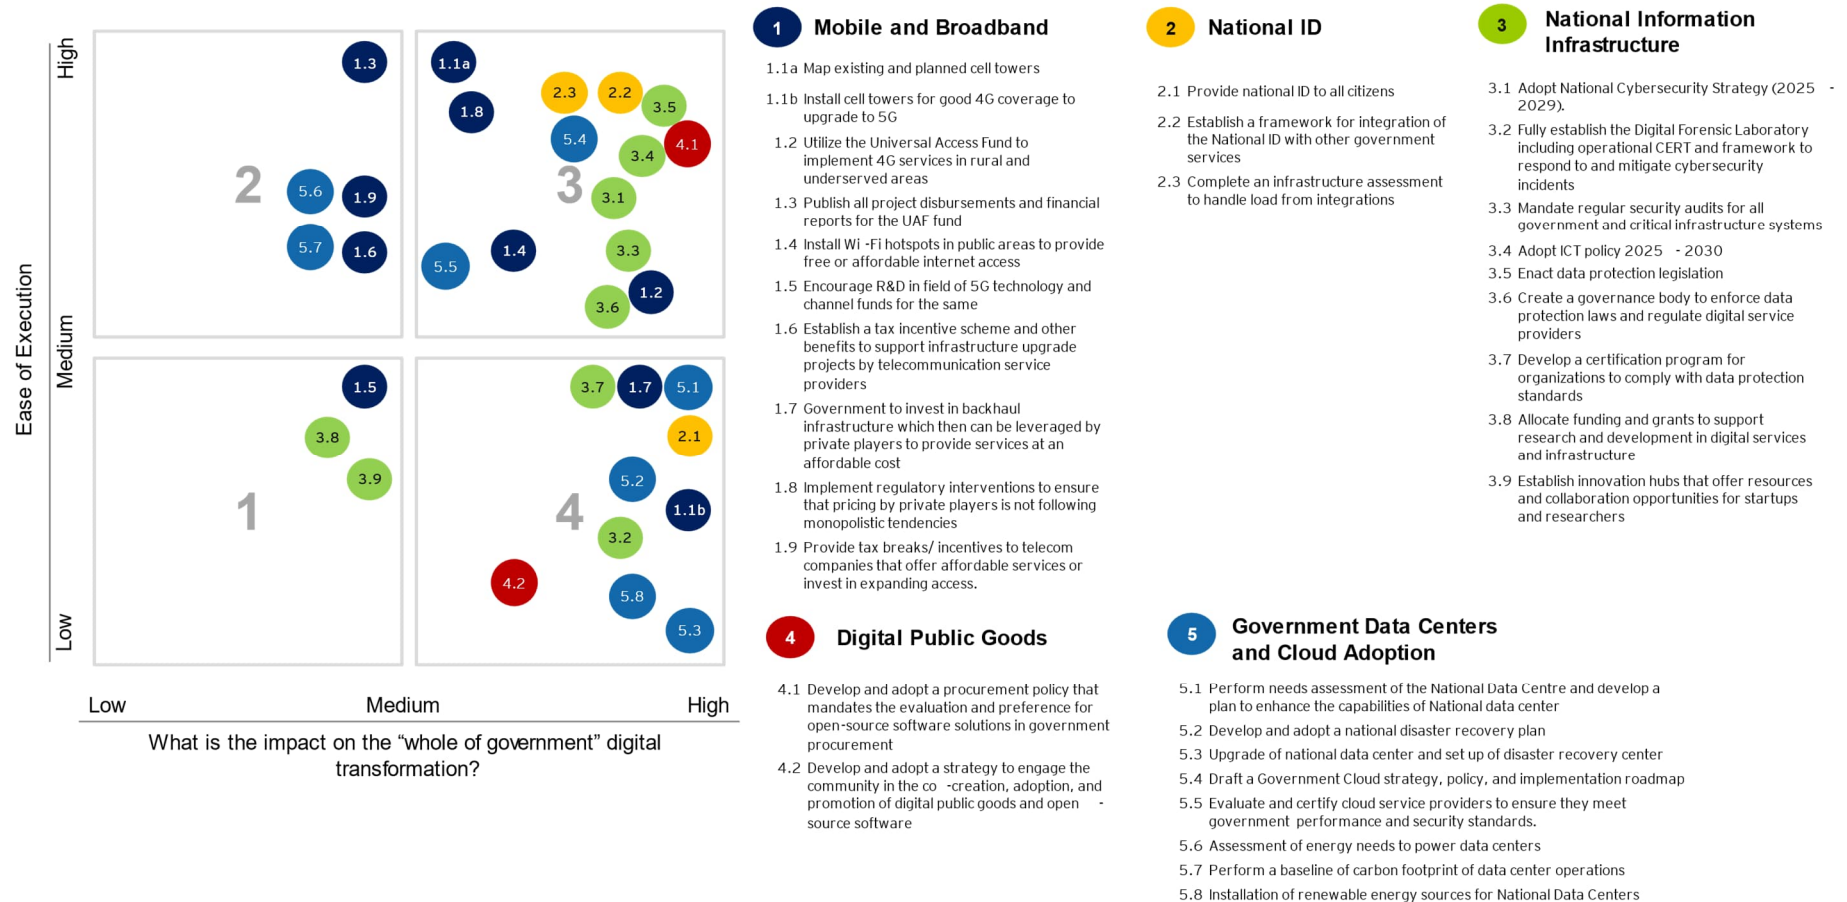 High
Medium
Low
Ease of Execution
1.3
1.1a
1.8
2.3
2.2
3.5
5.4
4.1
3.4
2
3
5.6
1.9
3.1
5.7
1.6
5.5
1.4
3.3
1.2
3.6
1.5
3.8
3.9
1
3.7
1.7
5.1
2.1
5.2
1.1b
4
3.2
4.2
5.8
5.3
Low
Medium
High
What is the impact on the “whole of government” digital
transformation?
1 Mobile and Broadband
1.1a Map existing and planned cell towers
1.1b Install cell towers for good 4G coverage to
upgrade to 5G
1.2 Utilize the Universal Access Fund to
implement 4G services in rural and
underserved areas
1.3 Publish all project disbursements and financial
reports for the UAF fund
1.4 Install Wi -Fi hotspots in public areas to provide
free or affordable internet access
1.5 Encourage R&D in field of 5G technology and
channel funds for the same
1.6 Establish a tax incentive scheme and other
benefits to support infrastructure upgrade
projects by telecommunication service
providers
1.7 Government to invest in backhaul
infrastructure which then can be leveraged by
private players to provide services at an
affordable cost
1.8 Implement regulatory interventions to ensure
that pricing by private players is not following
monopolistic tendencies
1.9 Provide tax breaks/ incentives to telecom
companies that offer affordable services or
invest in expanding access.
2 National ID
2.1 Provide national ID to all citizens
2.2 Establish a framework for integration of
the National ID with other government
services
2.3 Complete an infrastructure assessment
to handle load from integrations
3 National Information
Infrastructure
3.1 Adopt National Cybersecurity Strategy (2025 -
2029).
3.2 Fully establish the Digital Forensic Laboratory
including operational CERT and framework to
respond to and mitigate cybersecurity
incidents
3.3 Mandate regular security audits for all
government and critical infrastructure systems
3.4 Adopt ICT policy 2025 - 2030
3.5 Enact data protection legislation
3.6 Create a governance body to enforce data
protection laws and regulate digital service
providers
3.7 Develop a certification program for
organizations to comply with data protection
standards
3.8 Allocate funding and grants to support
research and development in digital services
and infrastructure
3.9 Establish innovation hubs that offer resources
and collaboration opportunities for startups
and researchers
4 Digital Public Goods
4.1 Develop and adopt a procurement policy that
mandates the evaluation and preference for
open-source software solutions in government
procurement
4.2 Develop and adopt a strategy to engage the
community in the co -creation, adoption, and
promotion of digital public goods and open -
source software
5 Government Data Centers
and Cloud Adoption
5.1 Perform needs assessment of the National Data Centre and develop a
plan to enhance the capabilities of National data center
5.2 Develop and adopt a national disaster recovery plan
5.3 Upgrade of national data center and set up of disaster recovery center
5.4 Draft a Government Cloud strategy, policy, and implementation roadmap
5.5 Evaluate and certify cloud service providers to ensure they meet
government performance and security standards.
5.6 Assessment of energy needs to power data centers
5.7 Perform a baseline of carbon footprint of data center operations
5.8 Installation of renewable energy sources for National Data Centers